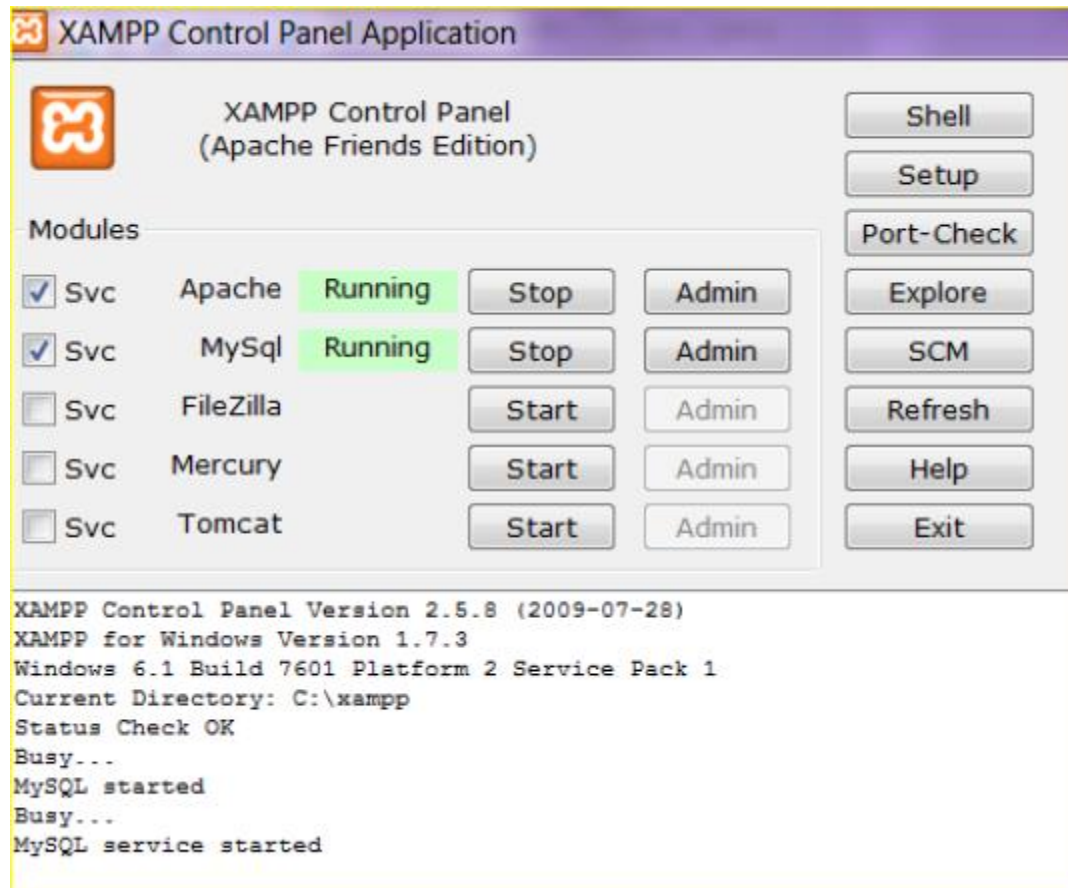 XAMPP Control Panel Application
XAMPP Control Panel
(Apache Friends Edition)
Shell
Setup
Modules
Port-Check
Svc Apache Running Stop Admin Explore
Svc MySql Running Stop Admin SCM
Svc FileZilla Start Admin Refresh
Svc Mercury Start Admin Help
Svc Tomcat Start Admin Exit
XAMPP Control Panel Version 2.5.8 (2009-07-28)
XAMPP for Windows Version 1.7.3
Windows 6.1 Build 7601 Platform 2 Service Pack 1
Current Directory: C:\xampp
Status Check OK
Busy...
MySQL started
Busy...
MySQL service started